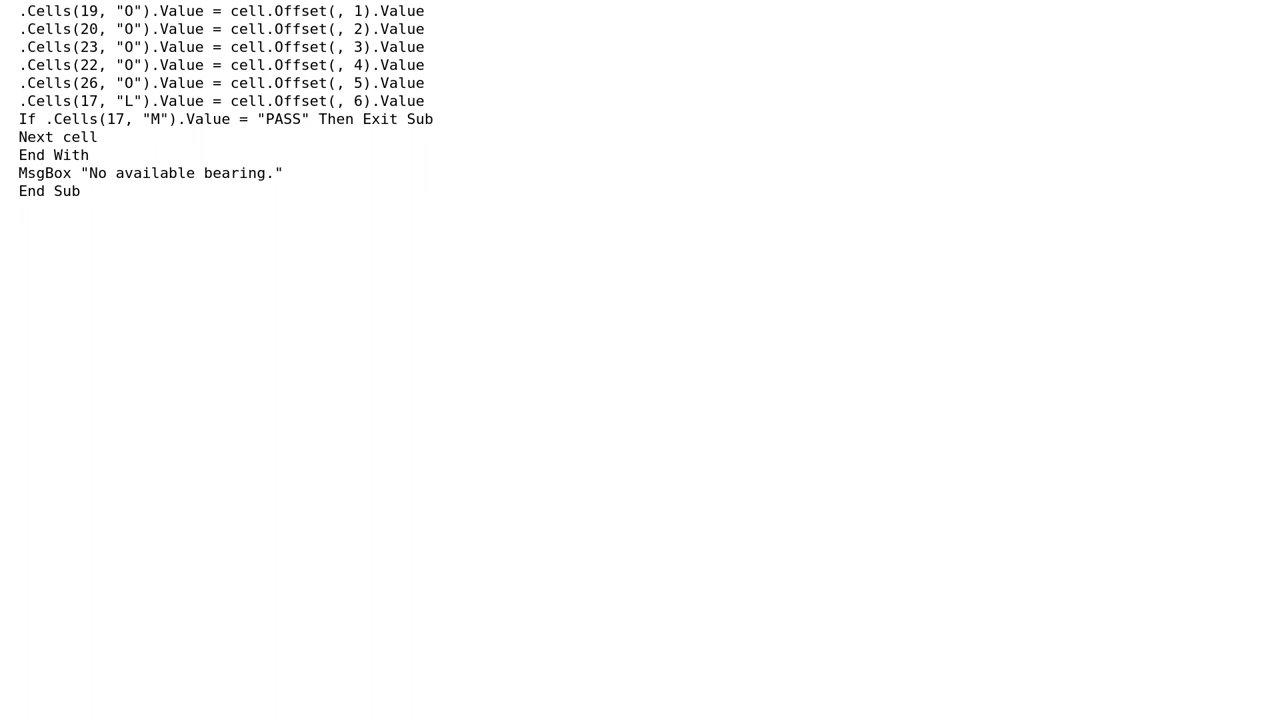 .Cells(19, "O").Value = cell.Offset(, 1).Value
.Cells(20, "O").Value = cell.Offset(, 2).Value
.Cells(23, "O").Value = cell.Offset(, 3).Value
.Cells(22, "O").Value = cell.Offset(, 4).Value
.Cells(26, "O").Value = cell.Offset(, 5).Value
.Cells(17, "L").Value = cell.Offset(, 6).Value
If .Cells(17, "M").Value = "PASS" Then Exit Sub
Next cell
End With
MsgBox "No available bearing."
End Sub